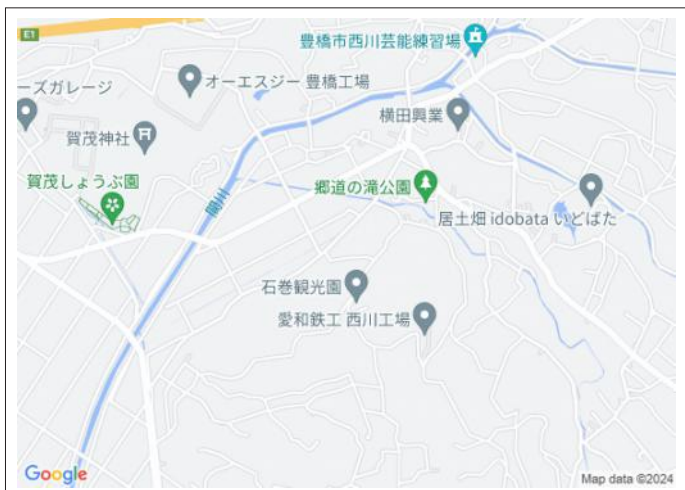 E1
豊橋市西川芸能練習場
オーエスジー 豊橋工場
ーズガレージ
横田興業
賀茂神社
賀茂しょうぶ園
三図
郷道の滝公園
居土畑 idobata いどばた
石巻観光園
愛和鉄工 西川工場
Google
Map data ©2024